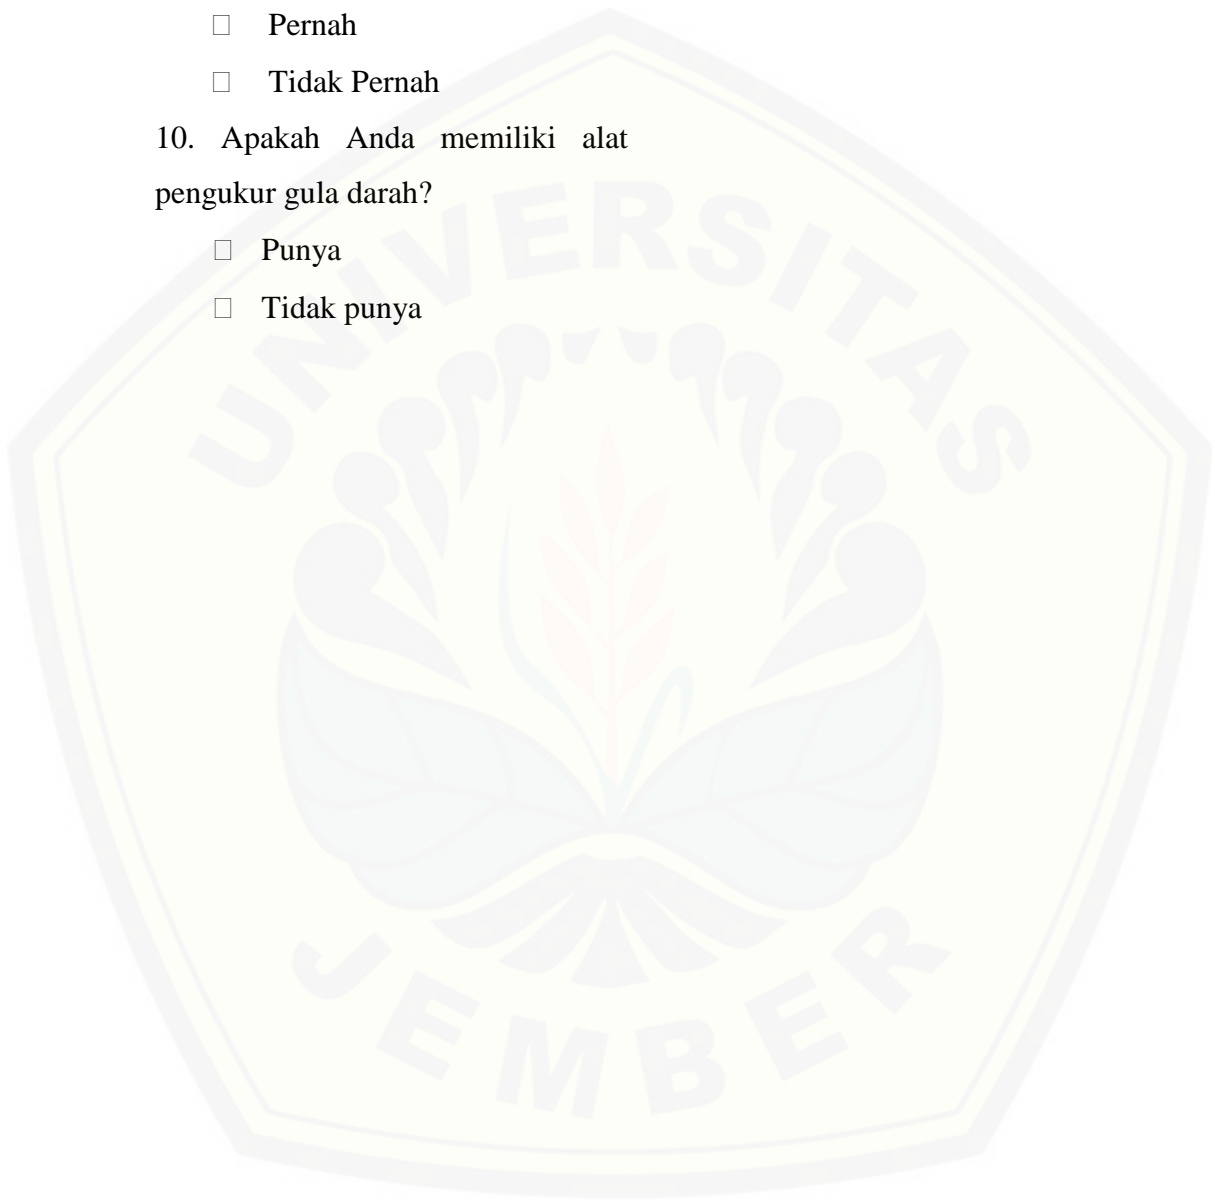 ☐ Pernah
☐ Tidak Pernah
10. Apakah Anda memiliki alat
pengukur gula darah?
☐ Punya
☐ Tidak punya
UNIVERSITAS
JEMBER